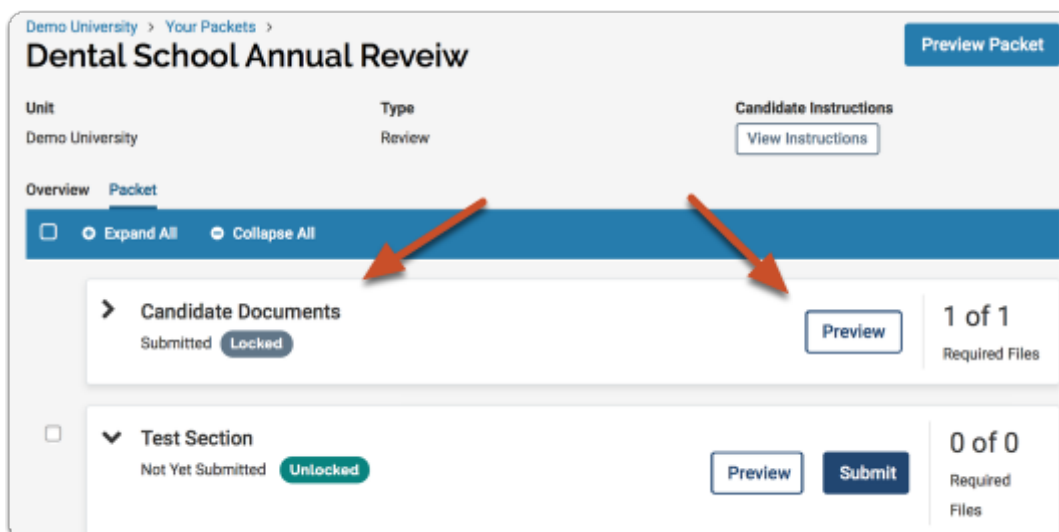 Demo University > Your Packets >
Dental School Annual Reveiw
Preview Packet
Unit
Type
Candidate Instructions
Demo University
Review
View Instructions
Overview Packet
Expand All Collapse All
Candidate Documents
Submitted Locked
Preview
1 of 1
Required Files
Test Section
Not Yet Submitted Unlocked
Preview
Submit
0 of 0
Required
Files